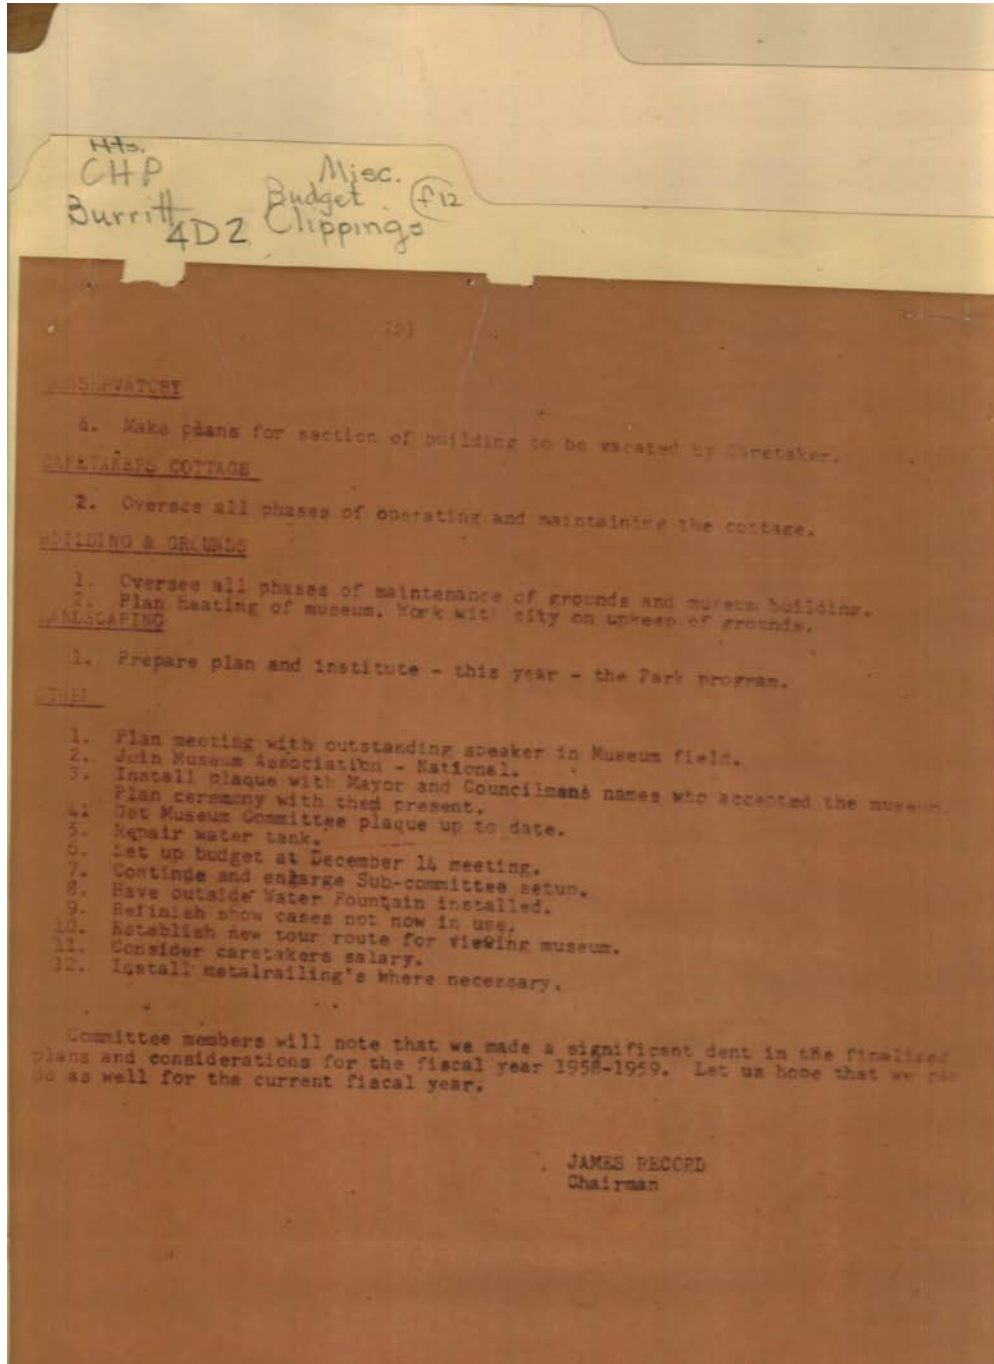 Hts.
CHP
Burritt
4D2
Misc.
Budget
Clippings
f12
CONSERVATORY
Make plans for section of building to be vacated by Caretaker.
CARETAKERS COTTAGE
2. Oversee all phases of operating and maintaining the cottage.
BUILDING & GROUNDS
1. Oversee all phases of maintenance of grounds and museum building.
2. Plan heating of museum. Work with city on upkeep of grounds.
LANDSCAPING
1. Prepare plan and institute - this year - the Park program.
OTHER
1. Plan meeting with outstanding speaker in Museum field.
2. Join Museum Association - National.
3. Install plaque with Mayor and Councilmans names who accepted the museum.
Plan ceremony with them present.
4. Get Museum Committee plaque up to date.
5. Repair water tank.
6. Set up budget at December 14 meeting.
7. Continue and enlarge Sub-committee setup.
8. Have outside Water Fountain installed.
9. Refinish show cases not now in use.
10. Establish new tour route for viewing museum.
11. Consider caretakers salary.
12. Install metalrailing's where necessary.
Committee members will note that we made a significant dent in the finalized
plans and considerations for the fiscal year 1958-1959. Let us hope that we can
do as well for the current fiscal year.
JAMES RECORD
Chairman